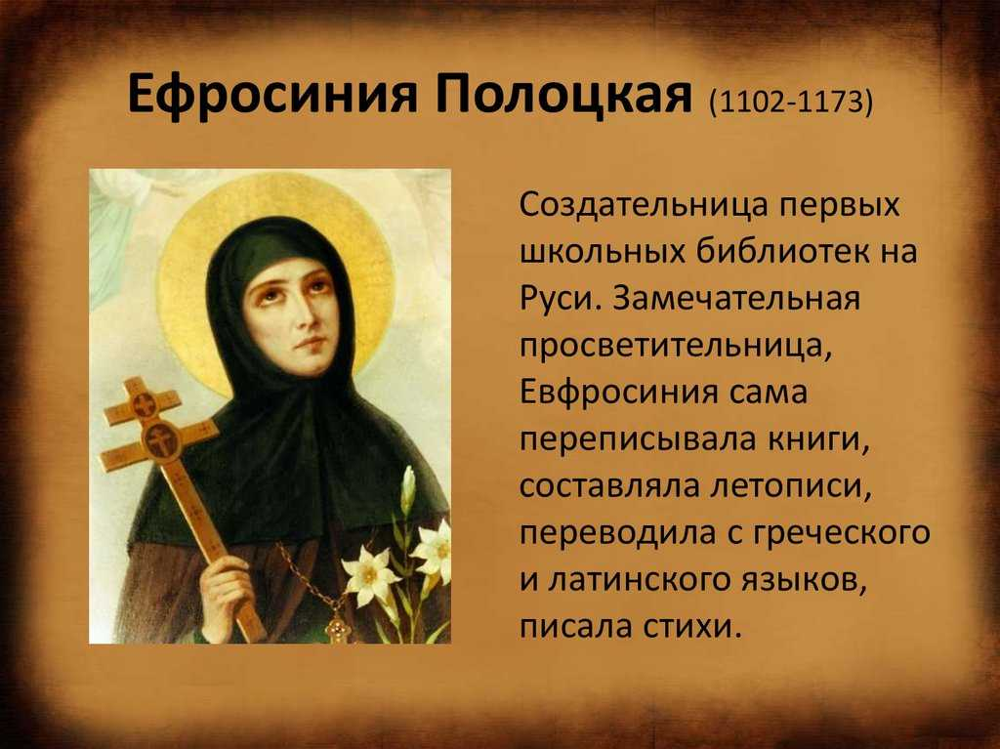 Ефросиния Полоцкая (1102-1173)
Создательница первых
школьных библиотек на
Руси. Замечательная
просветительница,
Евфросиния сама
переписывала книги,
составляла летописи,
переводила с греческого
и латинского языков,
писала стихи.